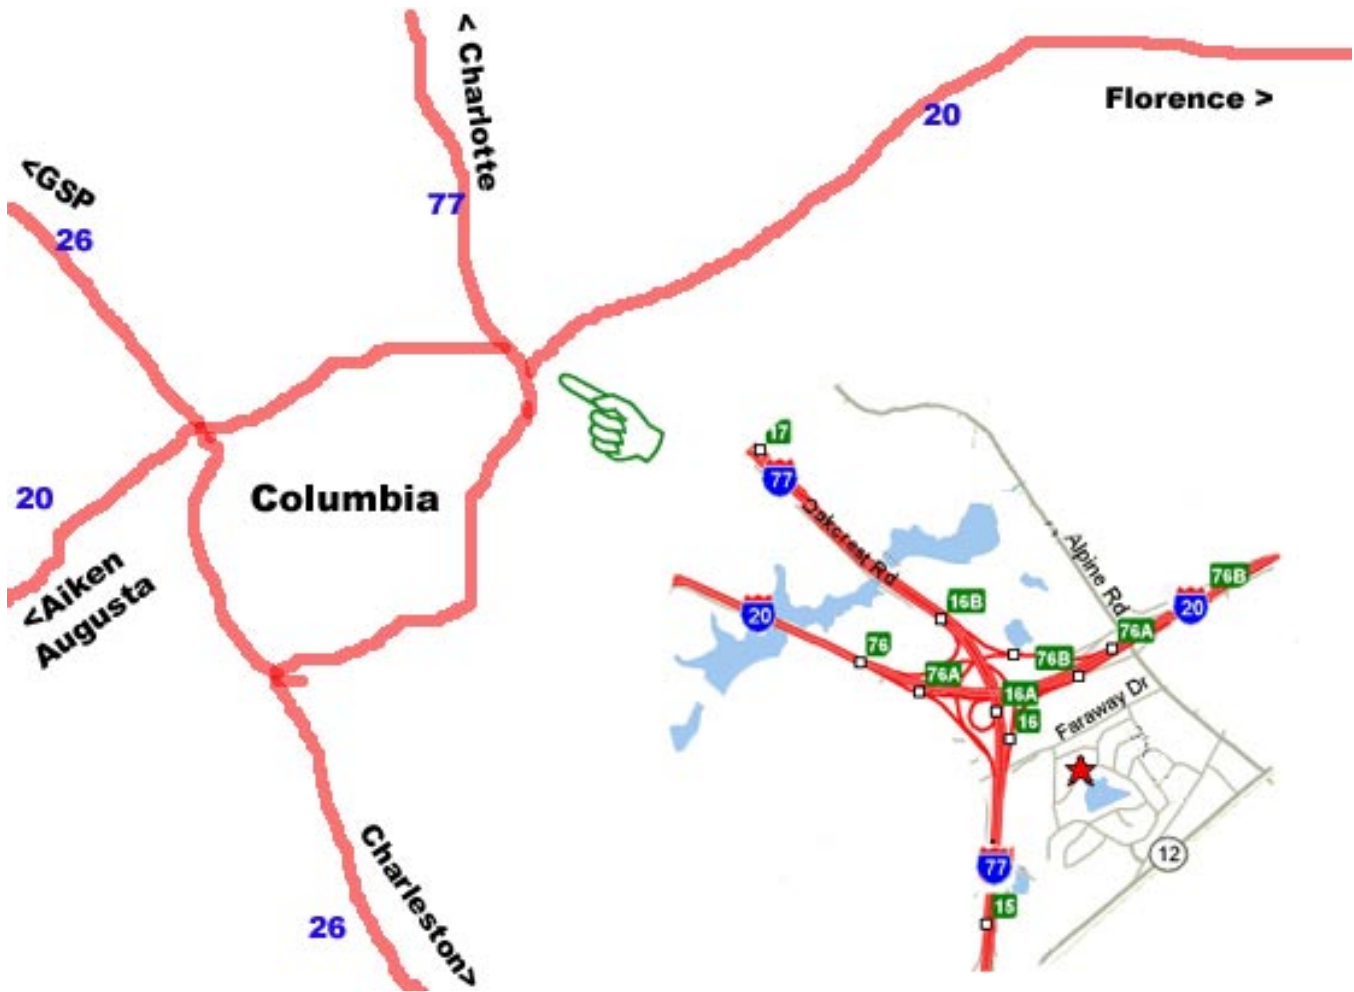 < Charlotte
20
Florence >
<GSP
77
26
Columbia
20
<Aiken
Augusta
Charleston>
26
17
77
Oakcrest Rd
Alpine Rd
76B
20
20
16B
76A
76
76B
76A
16A
16
Faraway Dr
12
77
15